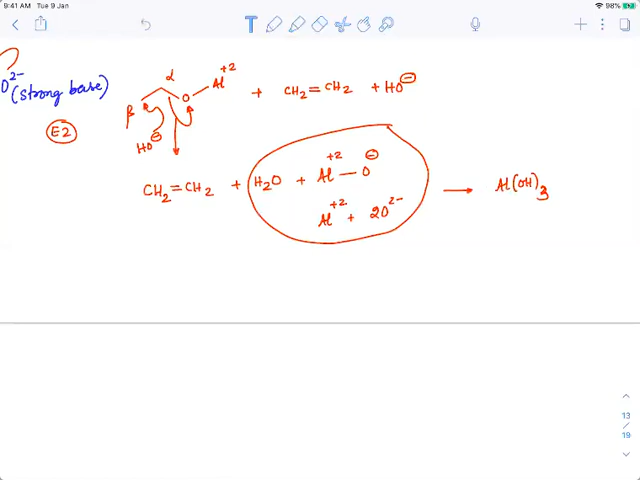 9:41 AM Tue 9 Jan
98%
O²⁻ (strong base)
E2
α
β
O
Al⁺²
HO⊖
+ CH₂=CH₂ + HO⊖
CH₂=CH₂ + H₂O + Al⁺²—O⊖
Al⁺² + 2O²⁻
→ Al(OH)₃
13
/
19